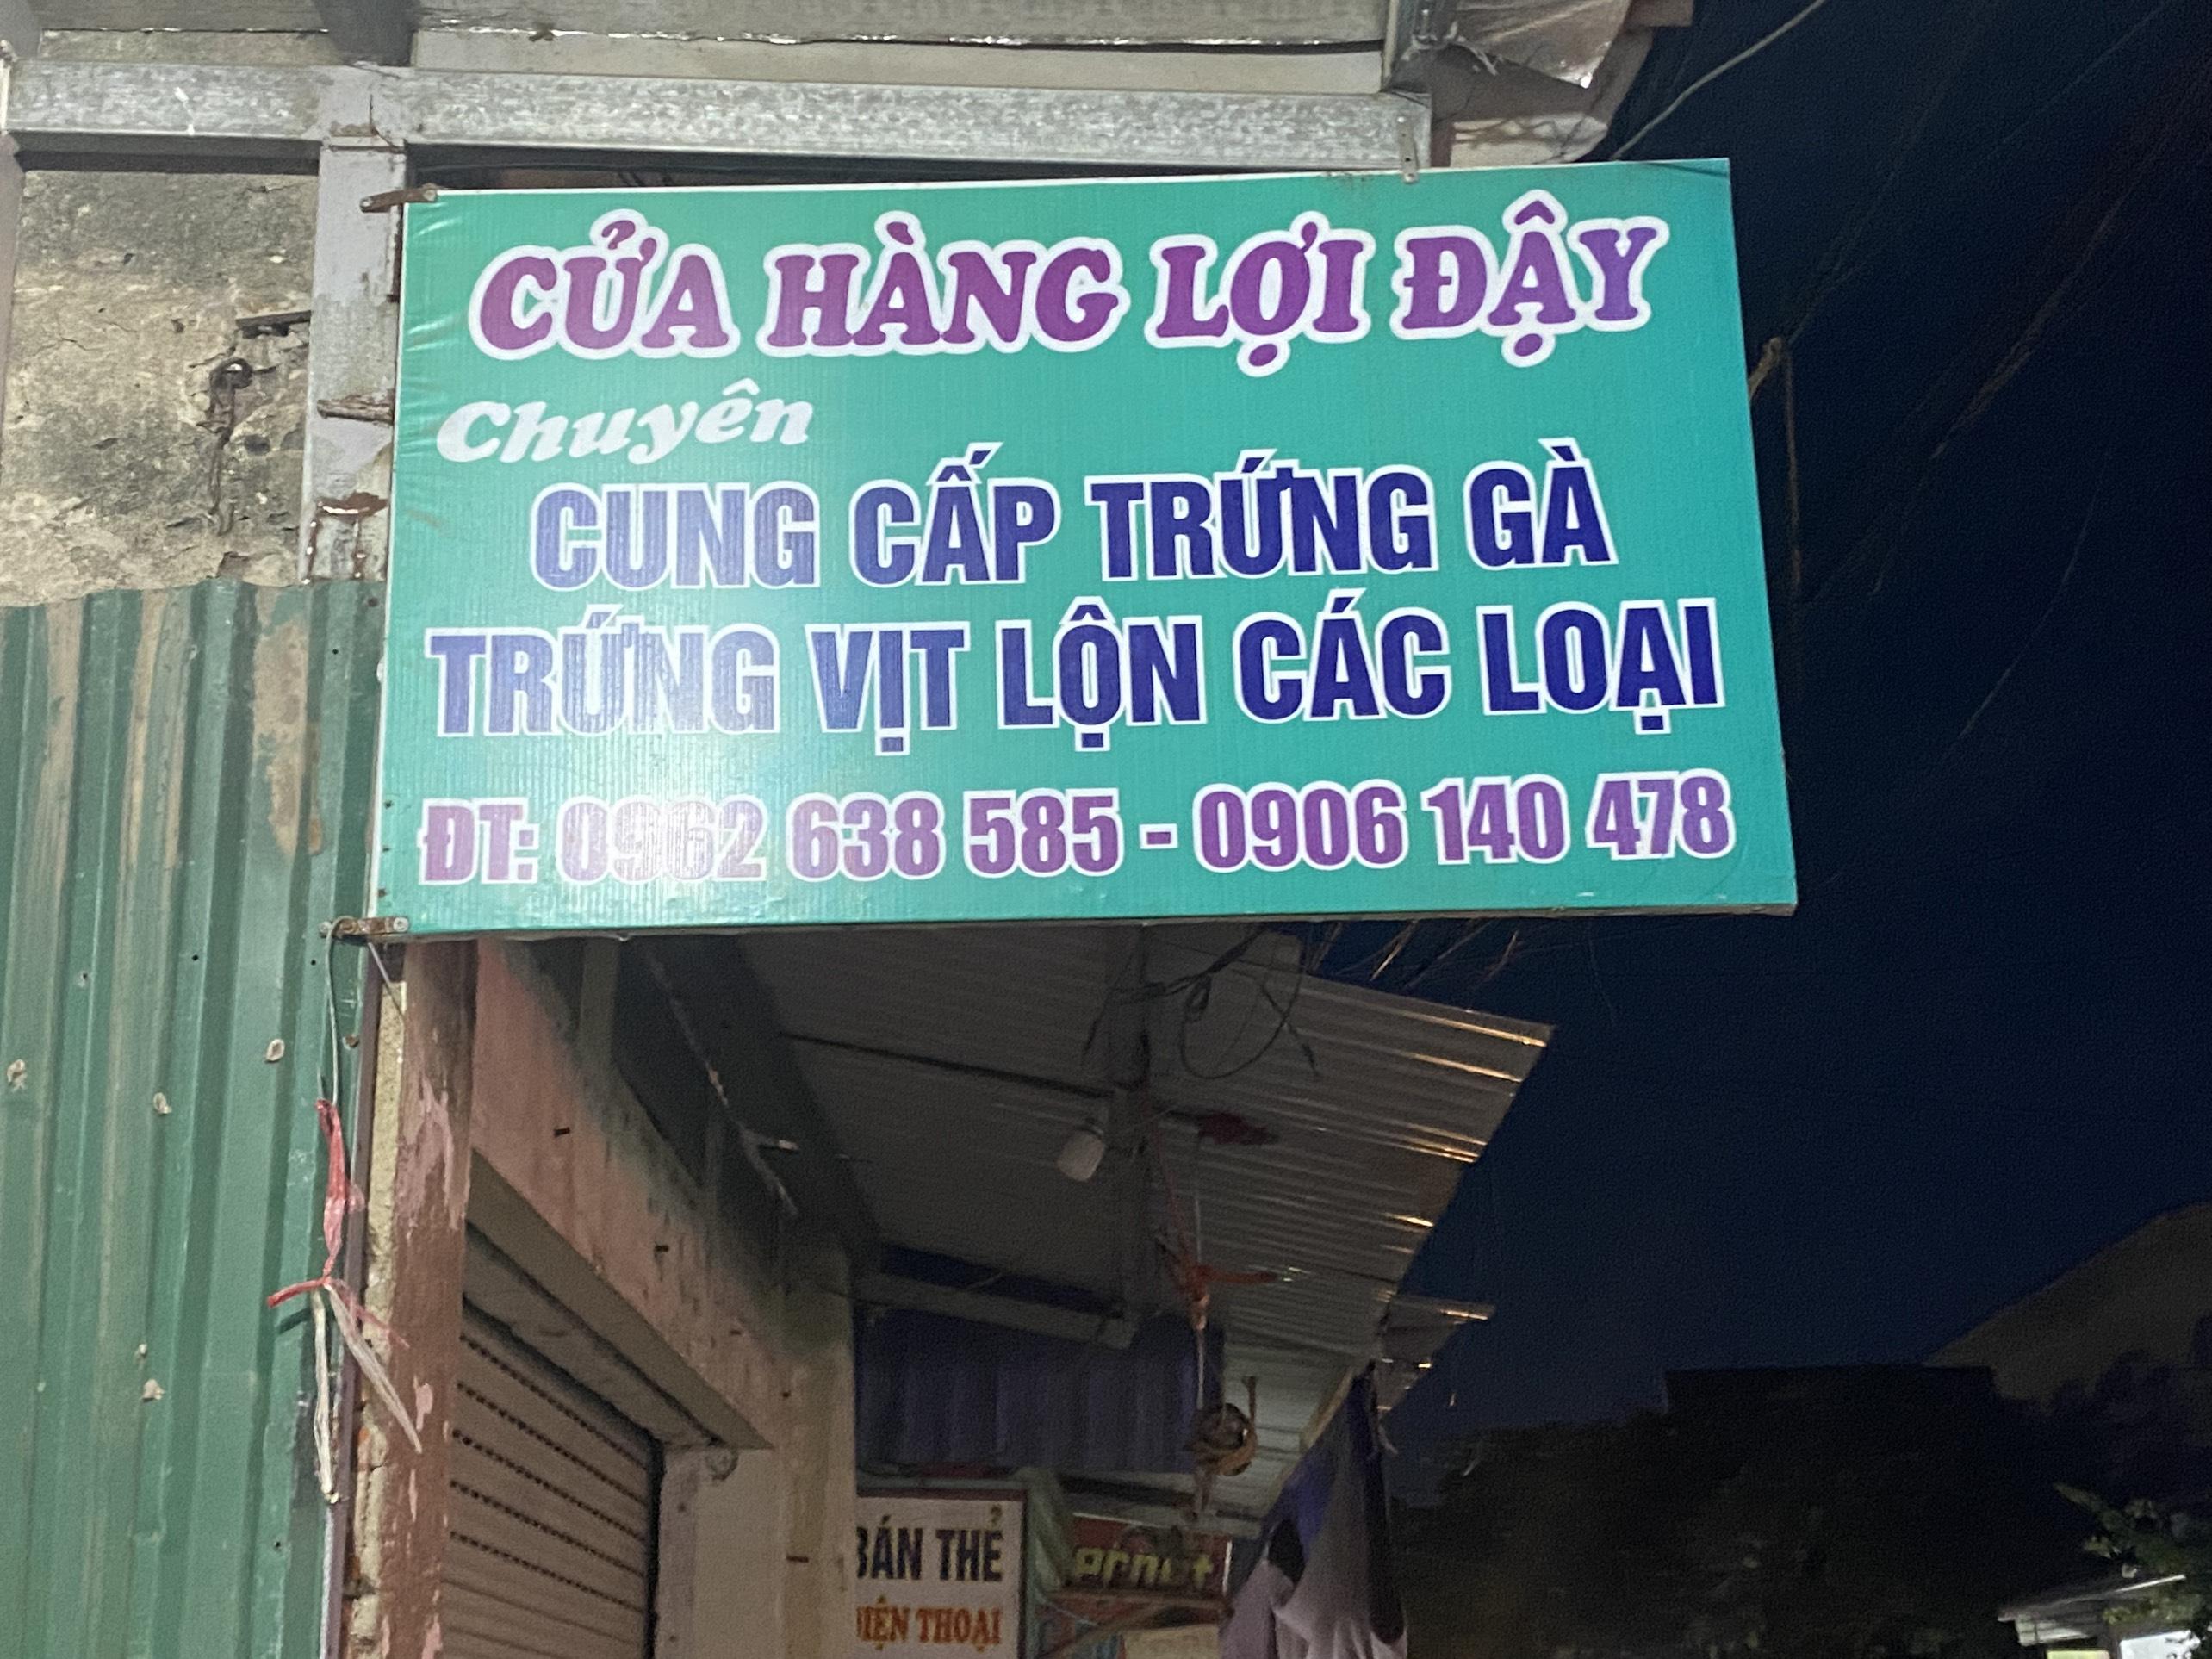 CỬA HÀNG LỢI ĐẬY
Chuyên
CUNG CẤP TRỨNG GÀ
TRỨNG VỊT LỘN CÁC LOẠI
ĐT: 0962 638 585 - 0906 140 478
BÁN THẺ
ĐIỆN THOẠI